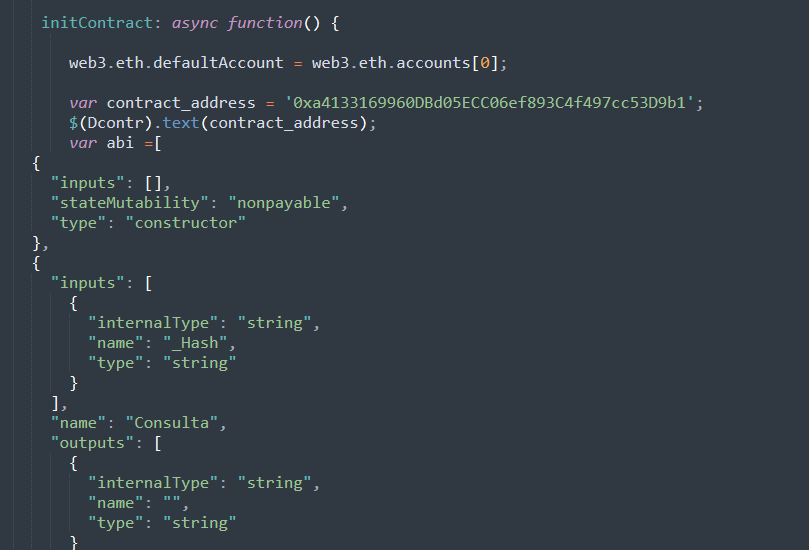 initContract: async function() {
web3.eth.defaultAccount = web3.eth.accounts[0];
var contract_address = '0xa4133169960DBd05ECC06ef893C4f497cc53D9b1';
$(Dcontr).text(contract_address);
var abi =[
{
"inputs": [],
"stateMutability": "nonpayable",
"type": "constructor"
},
{
"inputs": [
{
"internalType": "string",
"name": "_Hash",
"type": "string"
}
],
"name": "Consulta",
"outputs": [
{
"internalType": "string",
"name": "",
"type": "string"
}